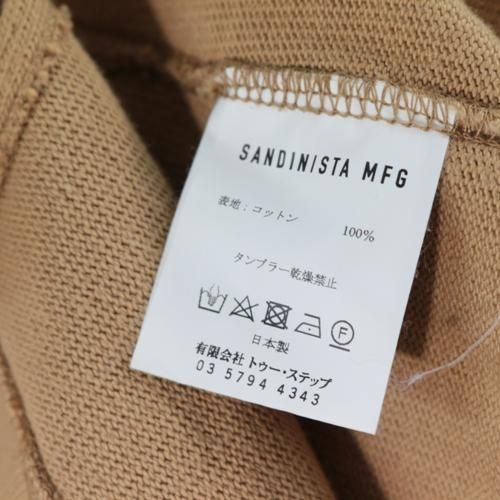 SANDINISTA MFG
表地：コットン 100%
タンブラー乾燥禁止
F
日本製
有限会社 トゥー・ステップ
03 5794 4343